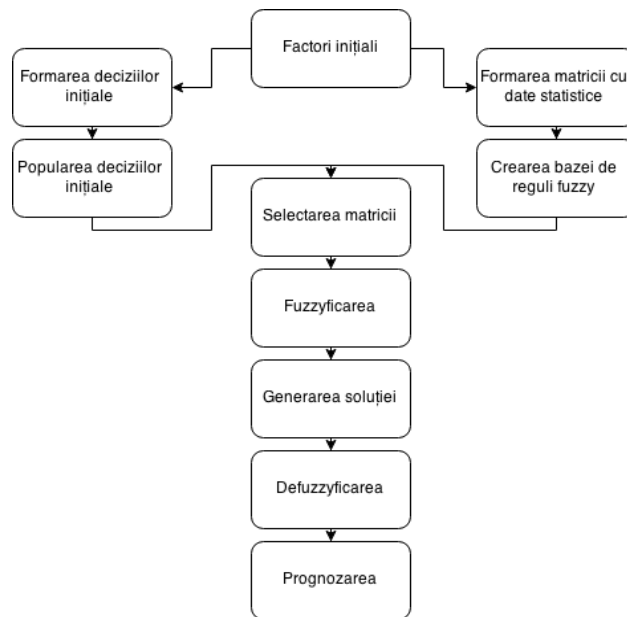 Factori inițiali
Formarea deciziilor
inițiale
Formarea matricii cu
date statistice
Popularea deciziilor
inițiale
Crearea bazei de
reguli fuzzy
Selectarea matricii
Fuzzyficarea
Generarea soluției
Defuzzyficarea
Prognozarea